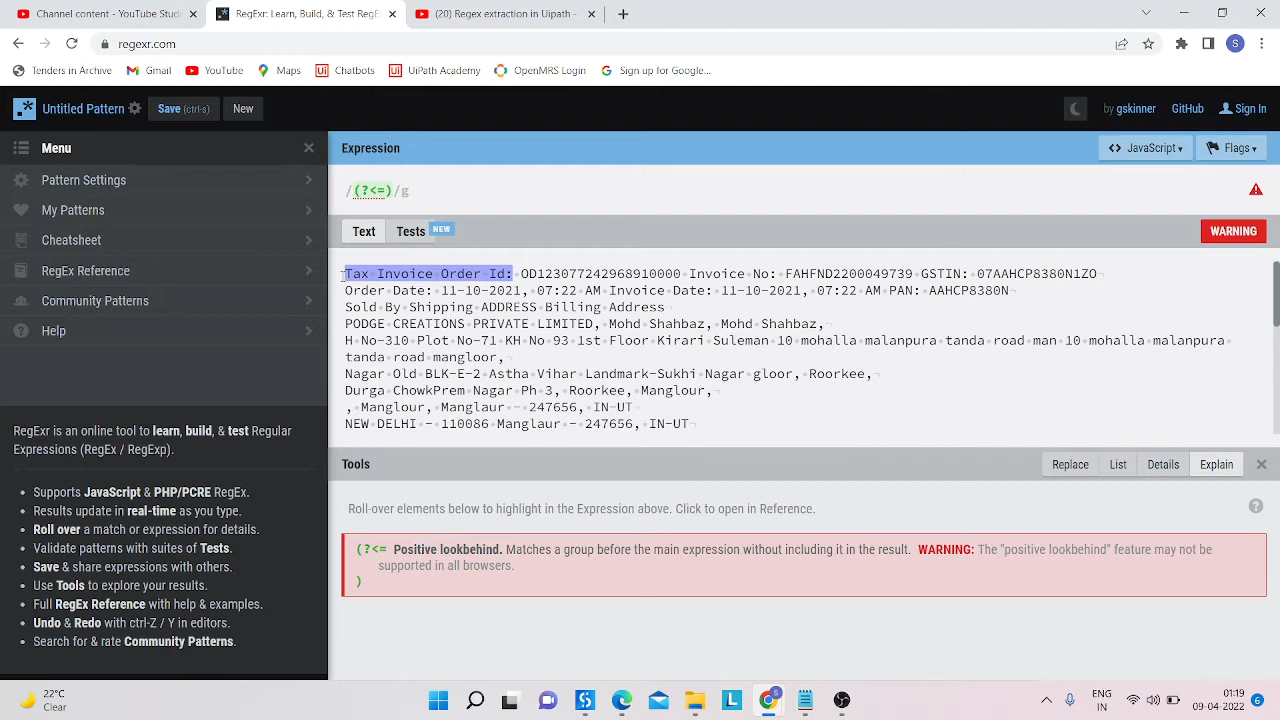 Channel content - YouTube Studi
RegExr: Learn, Build, & Test RegE
(20) Regex extraction in Uipath -
regexr.com
Tenders in Archive
Gmail
YouTube
Maps
Chatbots
UiPath Academy
OpenMRS Login
Sign up for Google...
Untitled Pattern
Save (ctrl-s)
New
by gskinner
GitHub
Sign In
Menu
Pattern Settings
My Patterns
Cheatsheet
RegEx Reference
Community Patterns
Help
RegExr is an online tool to learn, build, & test Regular
Expressions (RegEx / RegExp).
Supports JavaScript & PHP/PCRE RegEx.
Results update in real-time as you type.
Roll over a match or expression for details.
Validate patterns with suites of Tests.
Save & share expressions with others.
Use Tools to explore your results.
Full RegEx Reference with help & examples.
Undo & Redo with ctrl-Z / Y in editors.
Search for & rate Community Patterns.
Expression
JavaScript
Flags
/(?<=)/g
Text
Tests
NEW
WARNING
Tax Invoice Order Id: OD123077242968910000 Invoice No: FAHFND2200049739 GSTIN: 07AAHCP8380N1ZO
Order Date: 11-10-2021, 07:22 AM Invoice Date: 11-10-2021, 07:22 AM PAN: AAHCP8380N
Sold By Shipping ADDRESS Billing Address
PODGE CREATIONS PRIVATE LIMITED, Mohd Shahbaz, Mohd Shahbaz,
H No-310 Plot No-71 KH No 93 1st Floor Kirari Suleman 10 mohalla malanpura tanda road man 10 mohalla malanpura
tanda road mangloor,
Nagar Old BLK-E-2 Astha Vihar Landmark-Sukhi Nagar gloor, Roorkee,
Durga ChowkPrem Nagar Ph 3, Roorkee, Manglour,
, Manglour, Manglaur - 247656, IN-UT
NEW DELHI - 110086 Manglaur - 247656, IN-UT
Tools
Replace
List
Details
Explain
Roll-over elements below to highlight in the Expression above. Click to open in Reference.
(?<= Positive lookbehind. Matches a group before the main expression without including it in the result. WARNING: The "positive lookbehind" feature may not be
supported in all browsers.
)
22°C
Clear
ENG
IN
01:19
09-04-2022
6